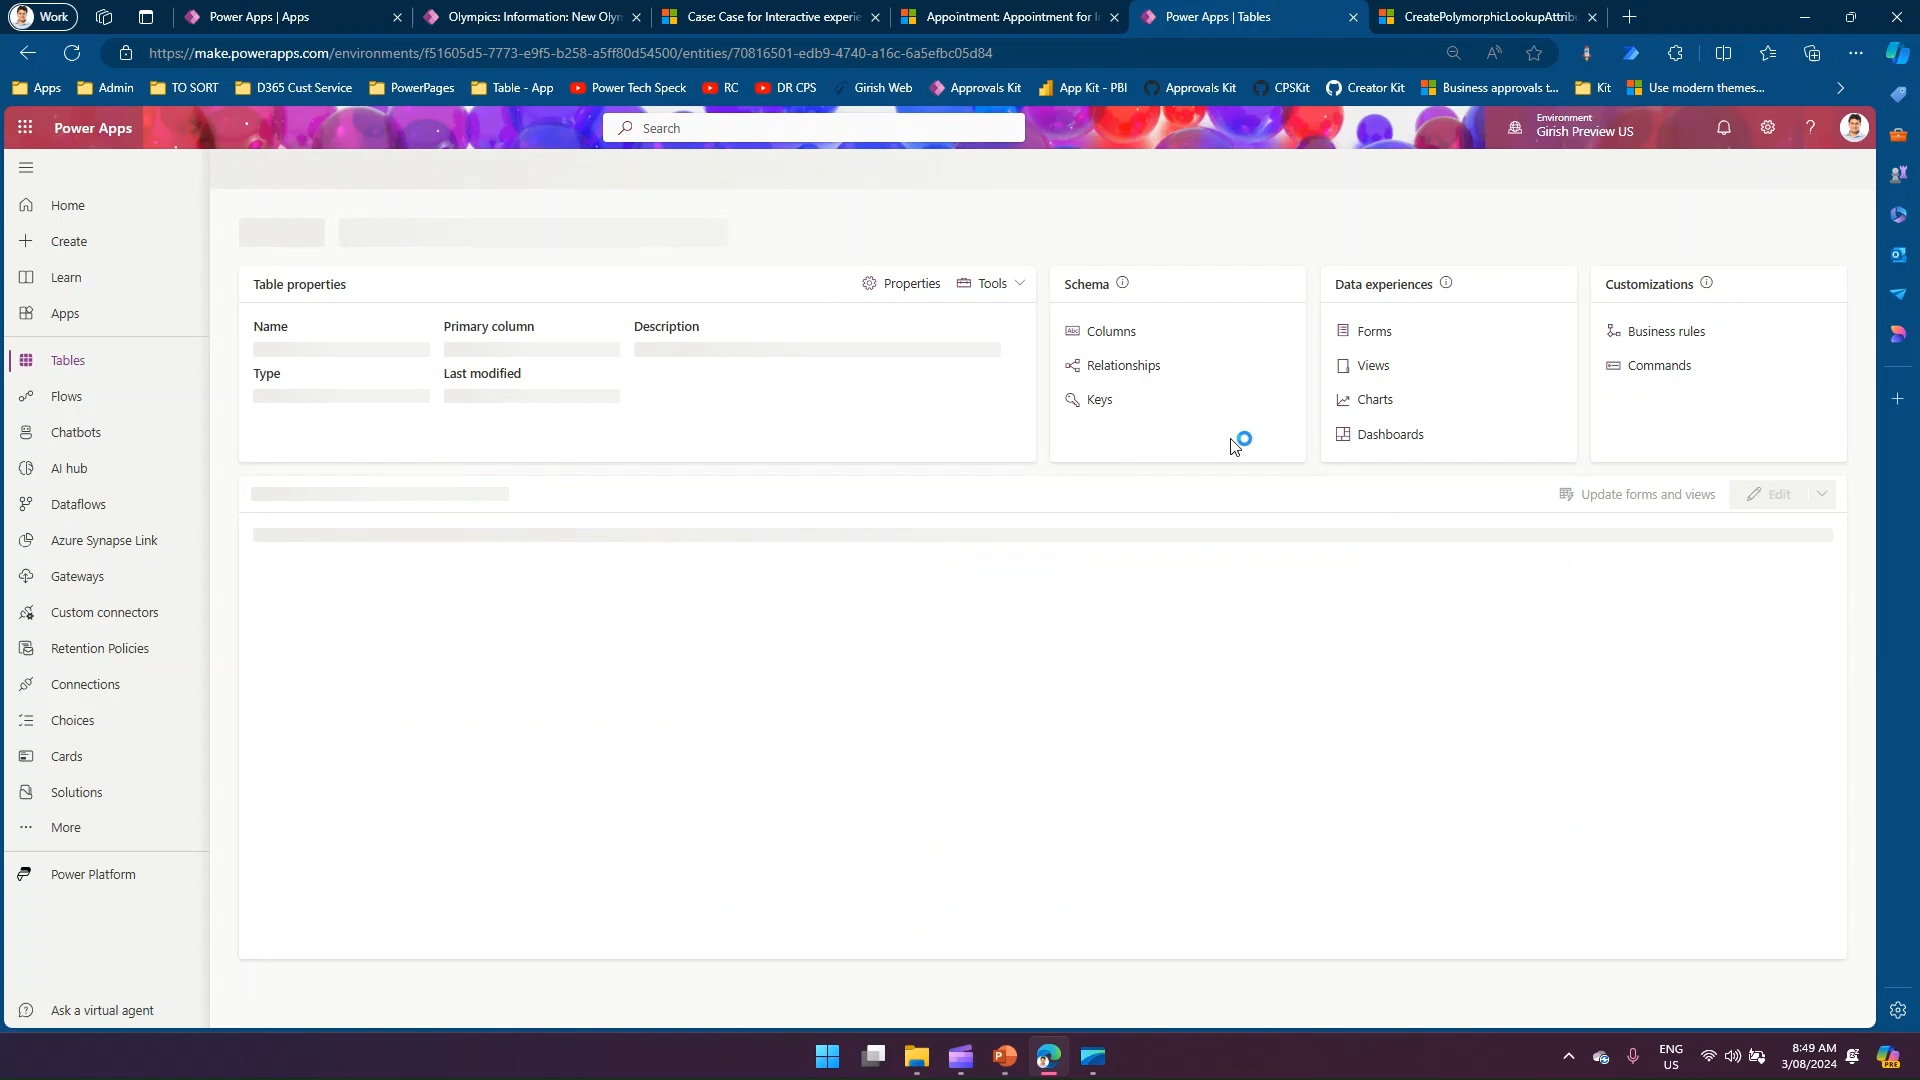 Work
Power Apps | Apps
Olympics: Information: New Olyn
Case: Case for Interactive experie
Appointment: Appointment for I
Power Apps | Tables
CreatePolymorphicLookupAttribu
https://make.powerapps.com/environments/f51605d5-7773-e9f5-b258-a5ff80d54500/entities/70816501-edb9-4740-a16c-6a5efbc05d84
Apps
Admin
TO SORT
D365 Cust Service
PowerPages
Table - App
Power Tech Speck
RC
DR CPS
Girish Web
Approvals Kit
App Kit - PBI
Approvals Kit
CPSKit
Creator Kit
Business approvals t...
Kit
Use modern themes...
Power Apps
Search
Environment
Girish Preview US
Home
Create
Learn
Apps
Tables
Flows
Chatbots
AI hub
Dataflows
Azure Synapse Link
Gateways
Custom connectors
Retention Policies
Connections
Choices
Cards
Solutions
More
Power Platform
Ask a virtual agent
Table properties
Properties
Tools
Name
Primary column
Description
Type
Last modified
Schema
Columns
Relationships
Keys
Data experiences
Forms
Views
Charts
Dashboards
Customizations
Business rules
Commands
Update forms and views
Edit
ENG
US
8:49 AM
3/08/2024
PRE